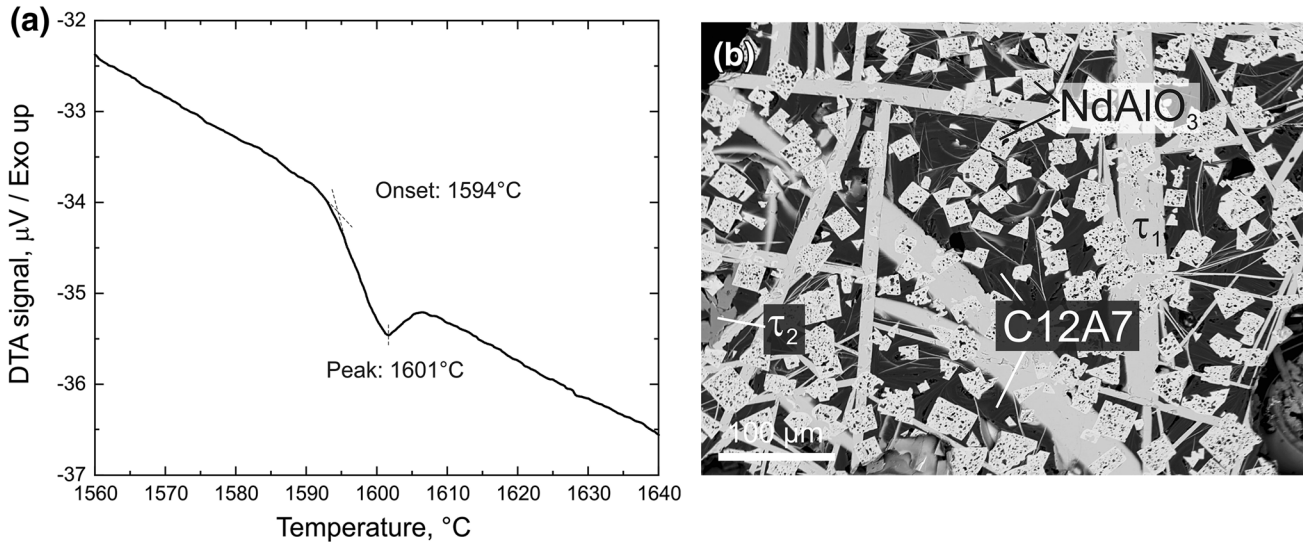 (a)
-32
-33
-34
-35
-36
-37
DTA signal, μV / Exo up
Onset: 1594°C
Peak: 1601°C
1560 1570 1580 1590 1600 1610 1620 1630 1640
Temperature, °C
(b)
NdAlO₃
τ₁
τ₂
C12A7
100 μm